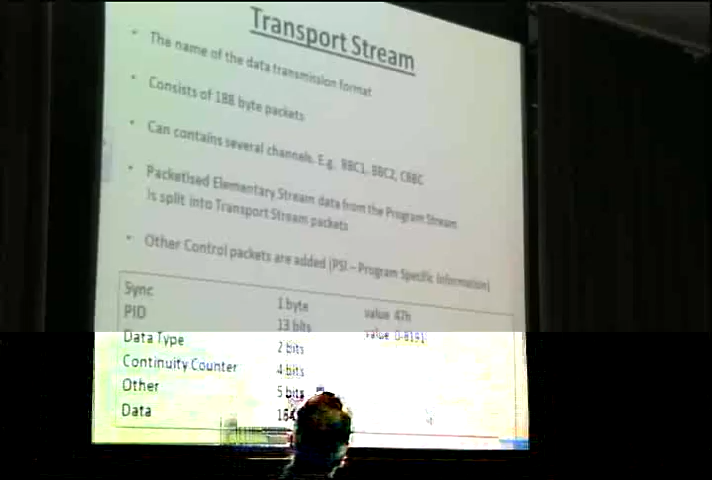 Transport Stream
• The name of the data transmission format
• Consists of 188 byte packets
• Can contains several channels. E.g. BBC1, BBC2, CBBC
• Packetised Elementary Stream data from the Program Stream
is split into Transport Stream packets
• Other Control packets are added (PSI – Program Specific Information)
Sync 1 byte value 47h
PID 13 bits value 0-8191
Data Type 2 bits
Continuity Counter 4 bits
Other 5 bits
Data